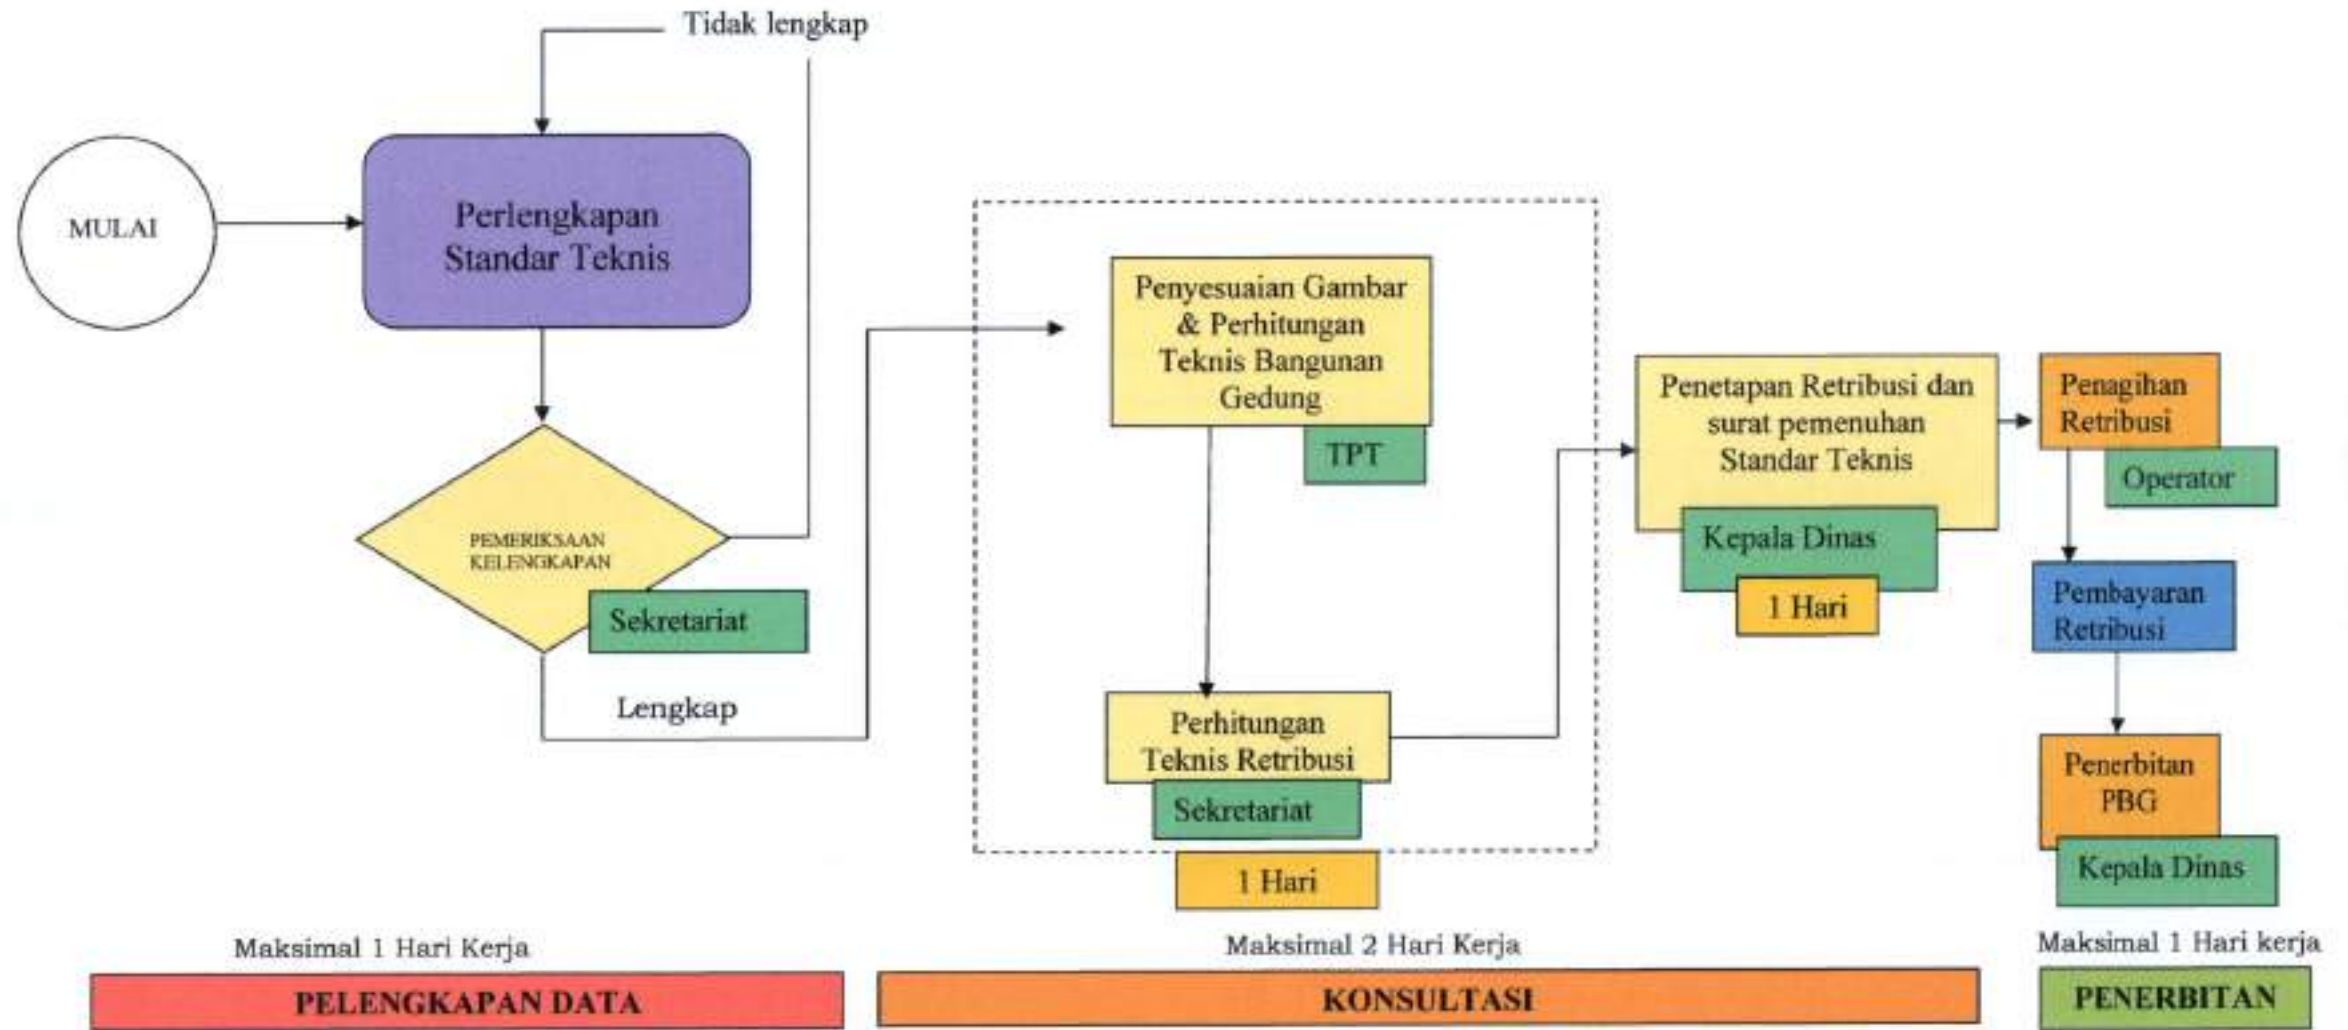 Tidak lengkap
MULAI
Perlengkapan
Standar Teknis
PEMERIKSAAN
KELENGKAPAN
Sekretariat
Lengkap
Penyesuaian Gambar
& Perhitungan
Teknis Bangunan
Gedung
TPT
Perhitungan
Teknis Retribusi
Sekretariat
1 Hari
Penetapan Retribusi dan
surat pemenuhan
Standar Teknis
Kepala Dinas
1 Hari
Penagihan
Retribusi
Operator
Pembayaran
Retribusi
Penerbitan
PBG
Kepala Dinas
Maksimal 1 Hari Kerja
PELENGKAPAN DATA
Maksimal 2 Hari Kerja
KONSULTASI
Maksimal 1 Hari kerja
PENERBITAN